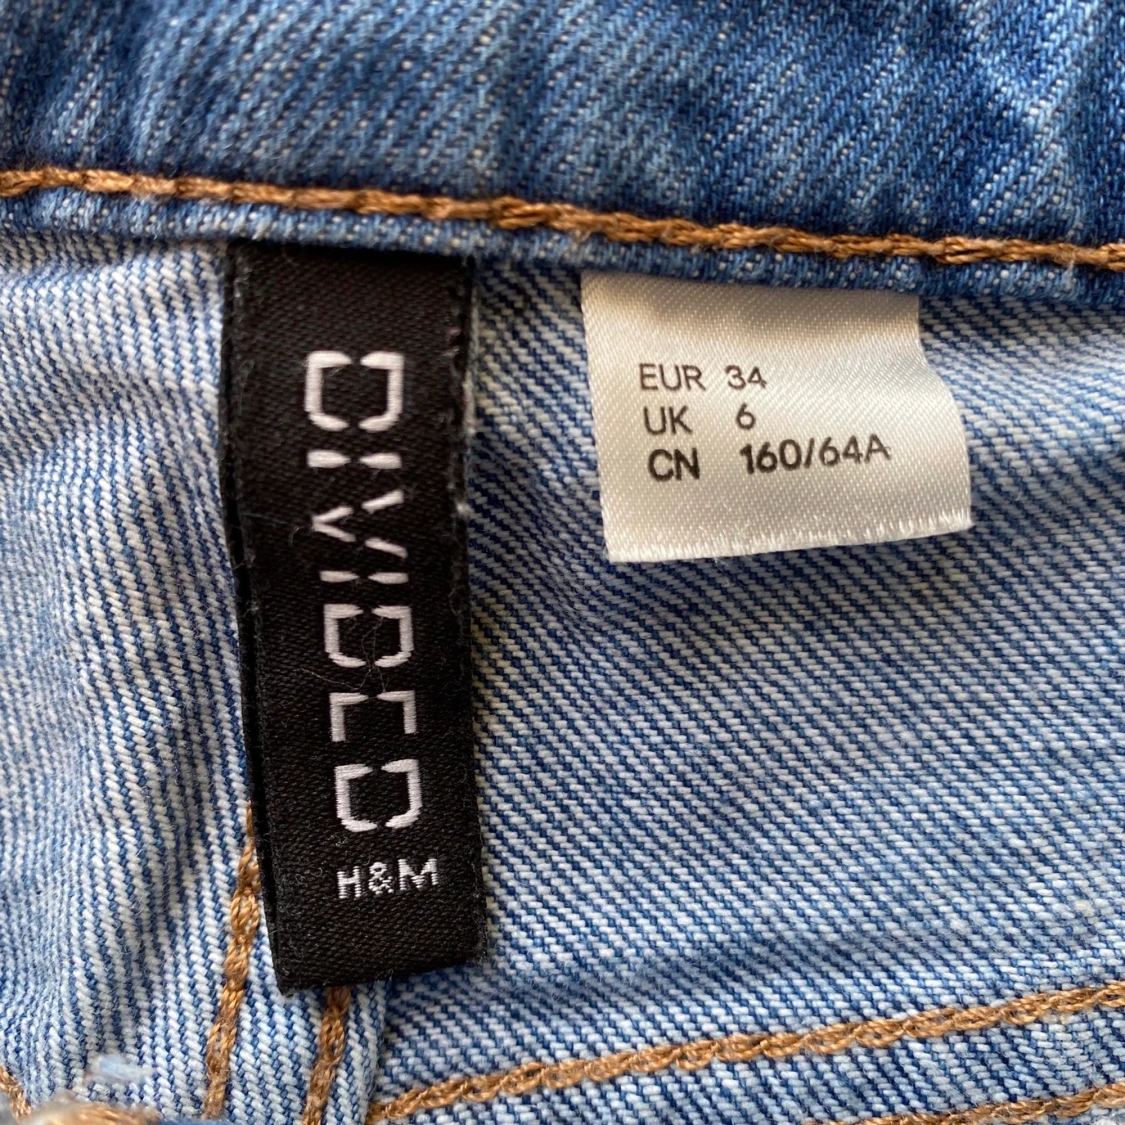 DIVIDED
H&M
EUR 34
UK 6
CN 160/64A